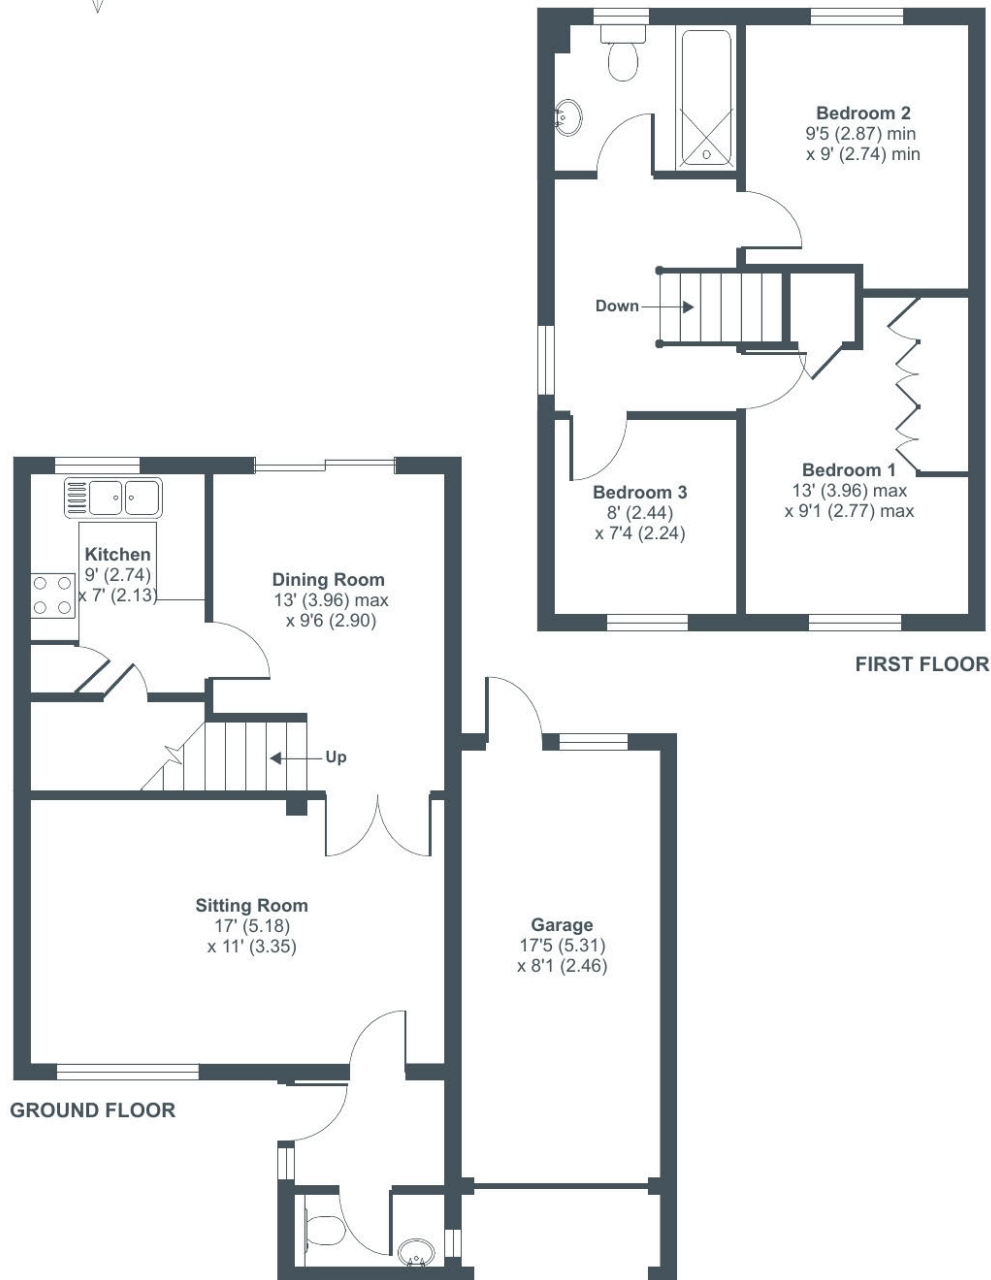 Bedroom 2
9'5 (2.87) min
x 9' (2.74) min
Down
Bedroom 3
8' (2.44)
x 7'4 (2.24)
Bedroom 1
13' (3.96) max
x 9'1 (2.77) max
FIRST FLOOR
Kitchen
9' (2.74)
x 7' (2.13)
Dining Room
13' (3.96) max
x 9'6 (2.90)
Up
Sitting Room
17' (5.18)
x 11' (3.35)
Garage
17'5 (5.31)
x 8'1 (2.46)
GROUND FLOOR